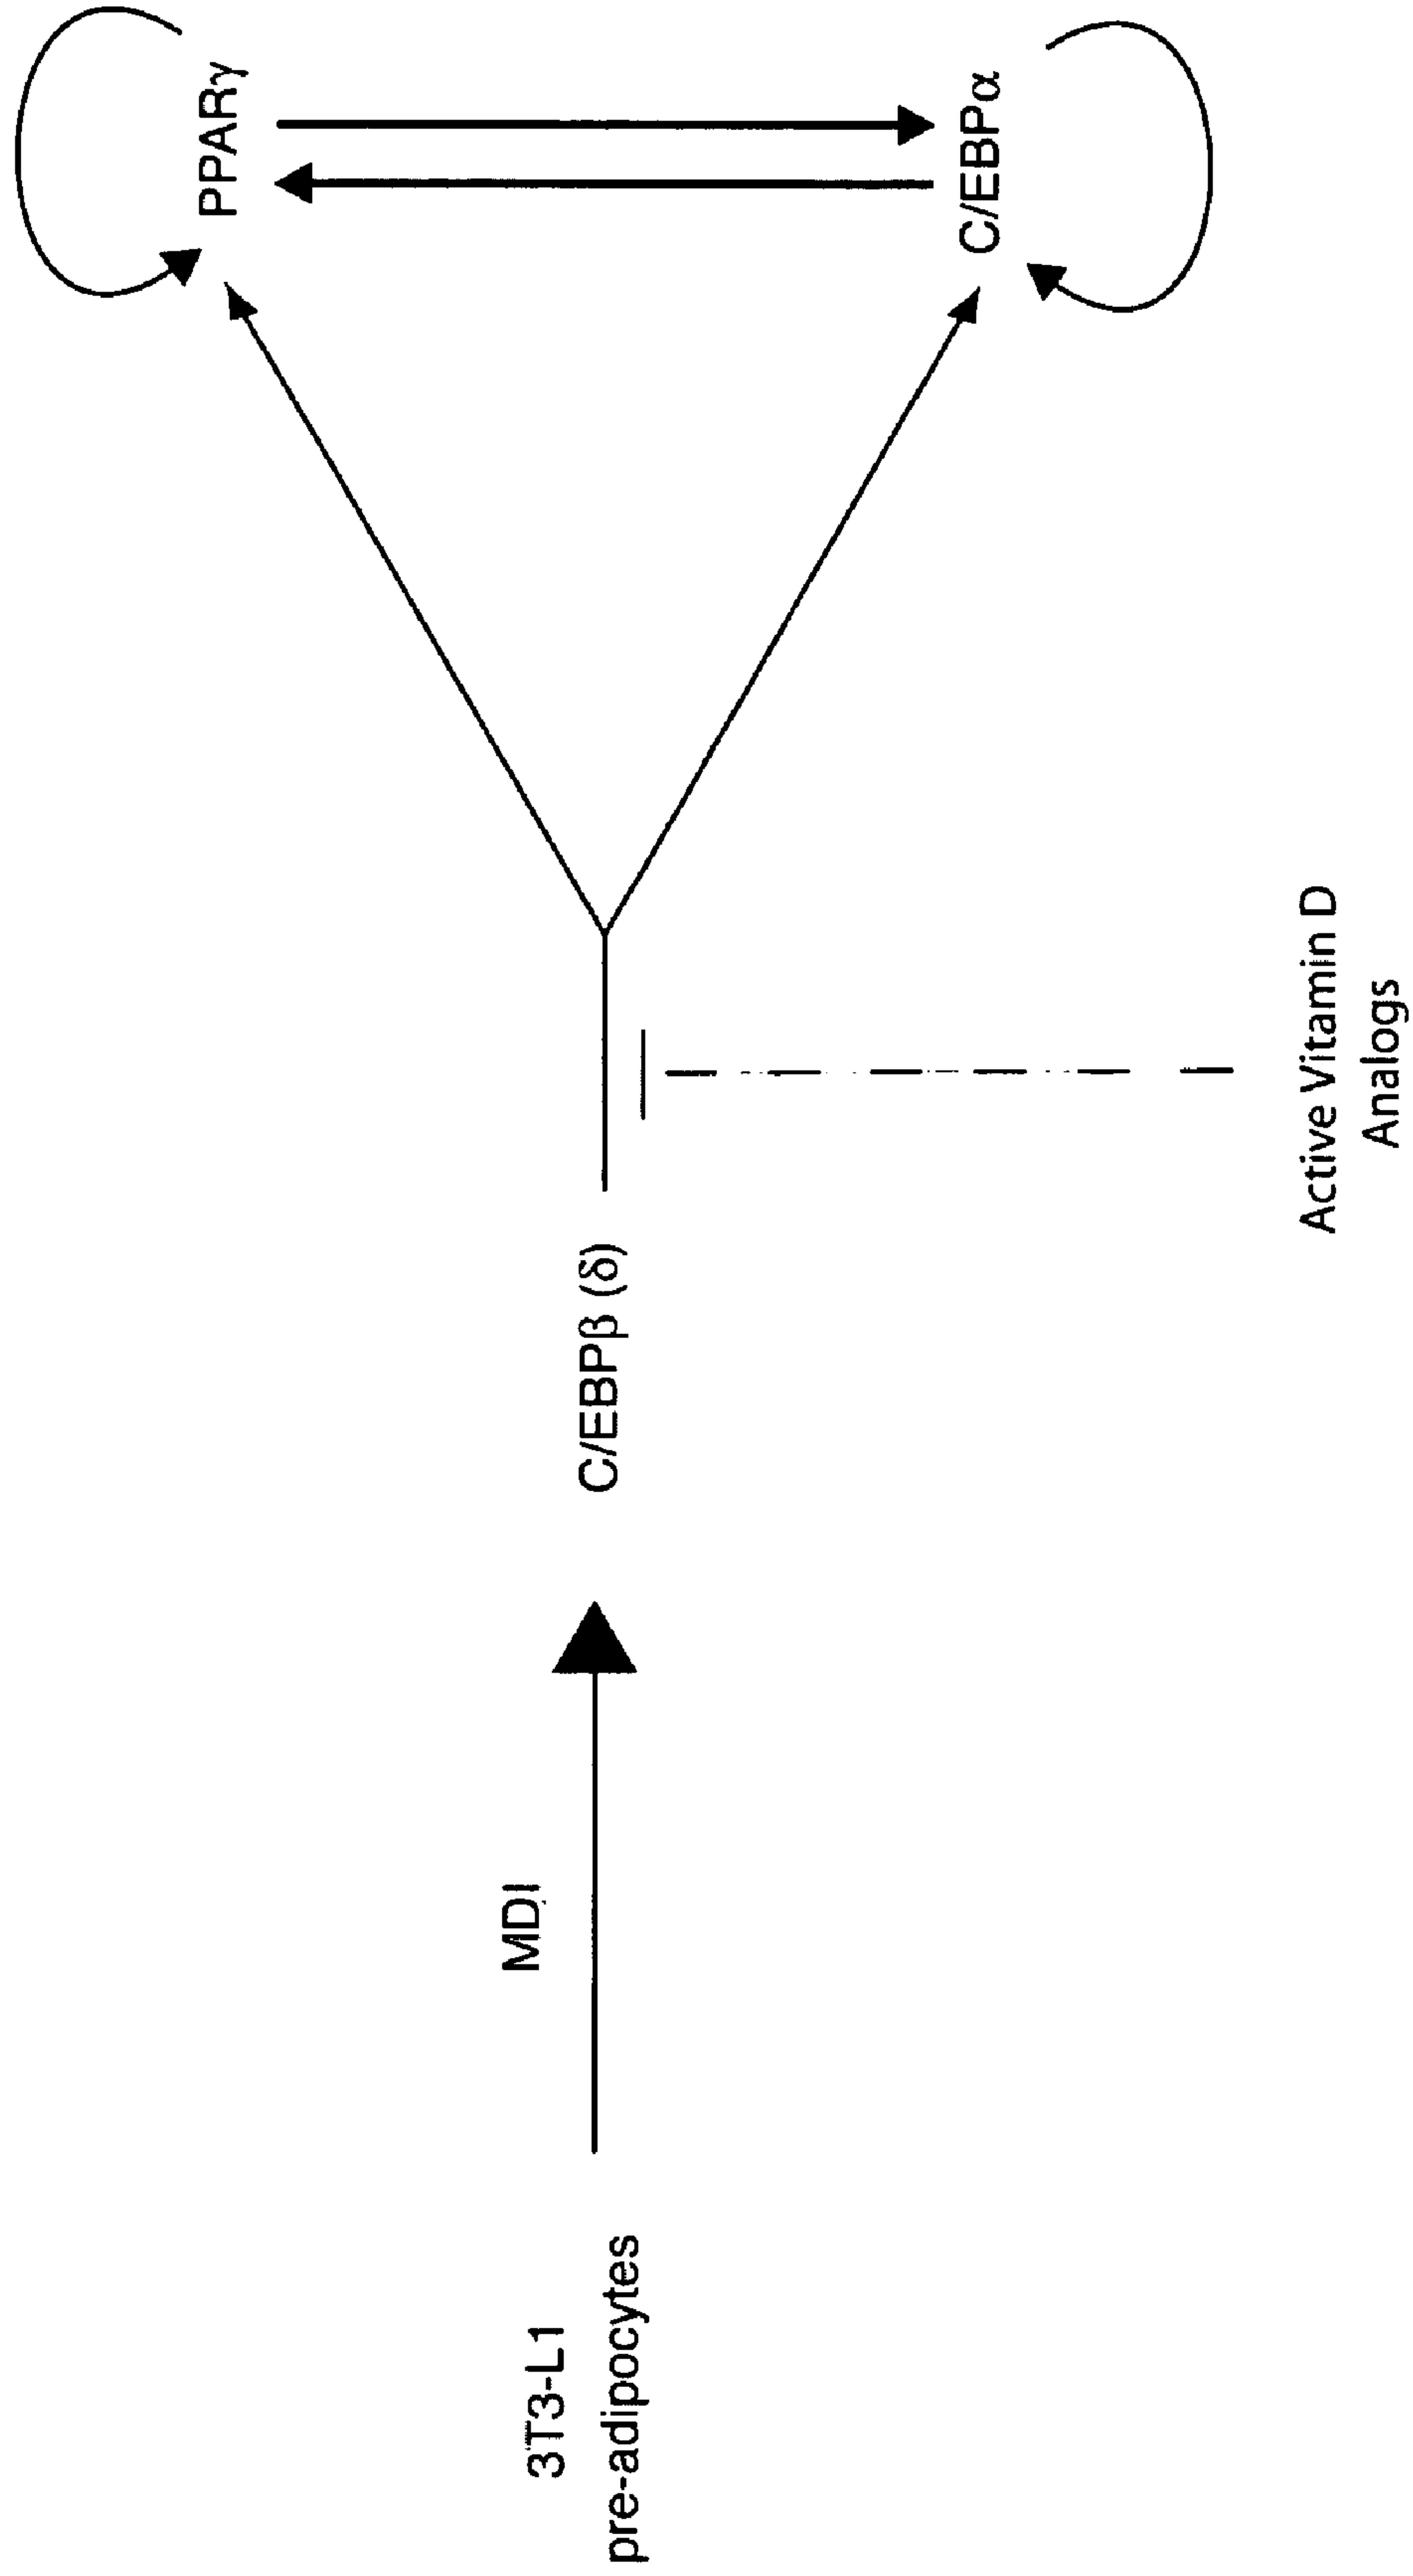 3T3-L1
pre-adipocytes
MDI
C/EBPβ (δ)
PPARγ
C/EBPα
Active Vitamin D
Analogs